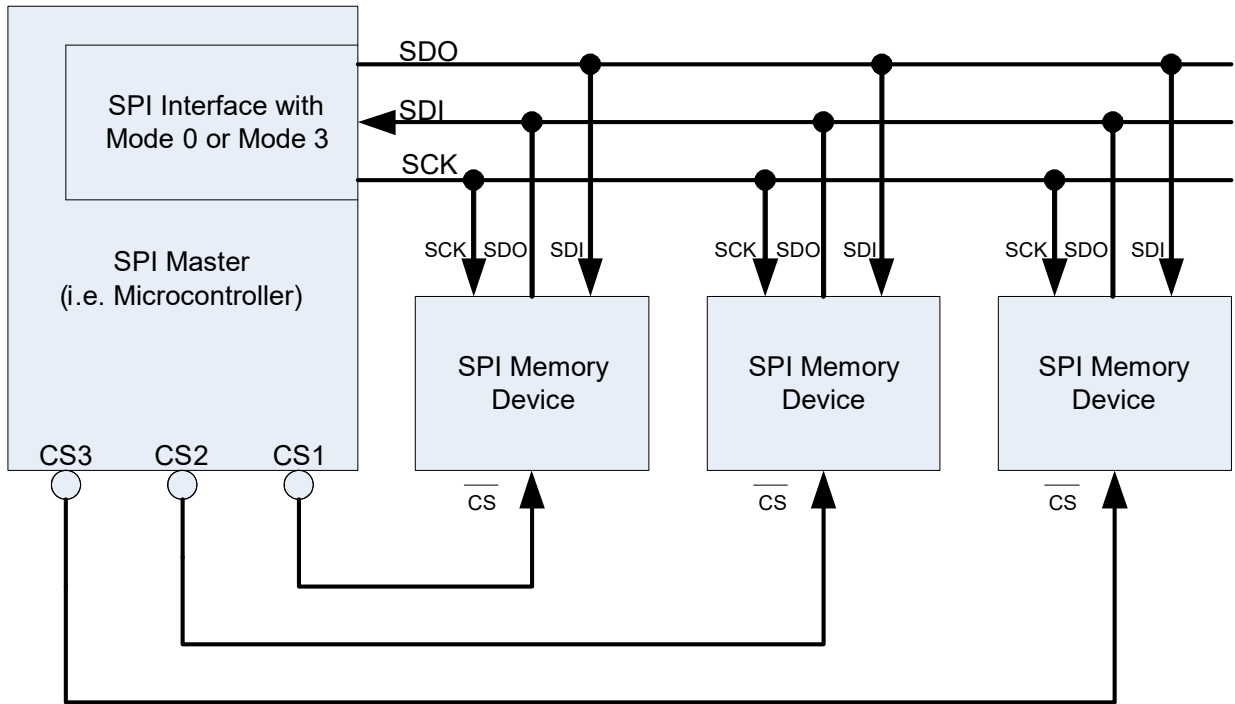 SDO
SPI Interface with
Mode 0 or Mode 3
SDI
SCK
SPI Master
(i.e. Microcontroller)
SCK SDO SDI
SCK SDO SDI
SCK SDO SDI
SPI Memory
Device
SPI Memory
Device
SPI Memory
Device
CS3 CS2 CS1
CS
CS
CS